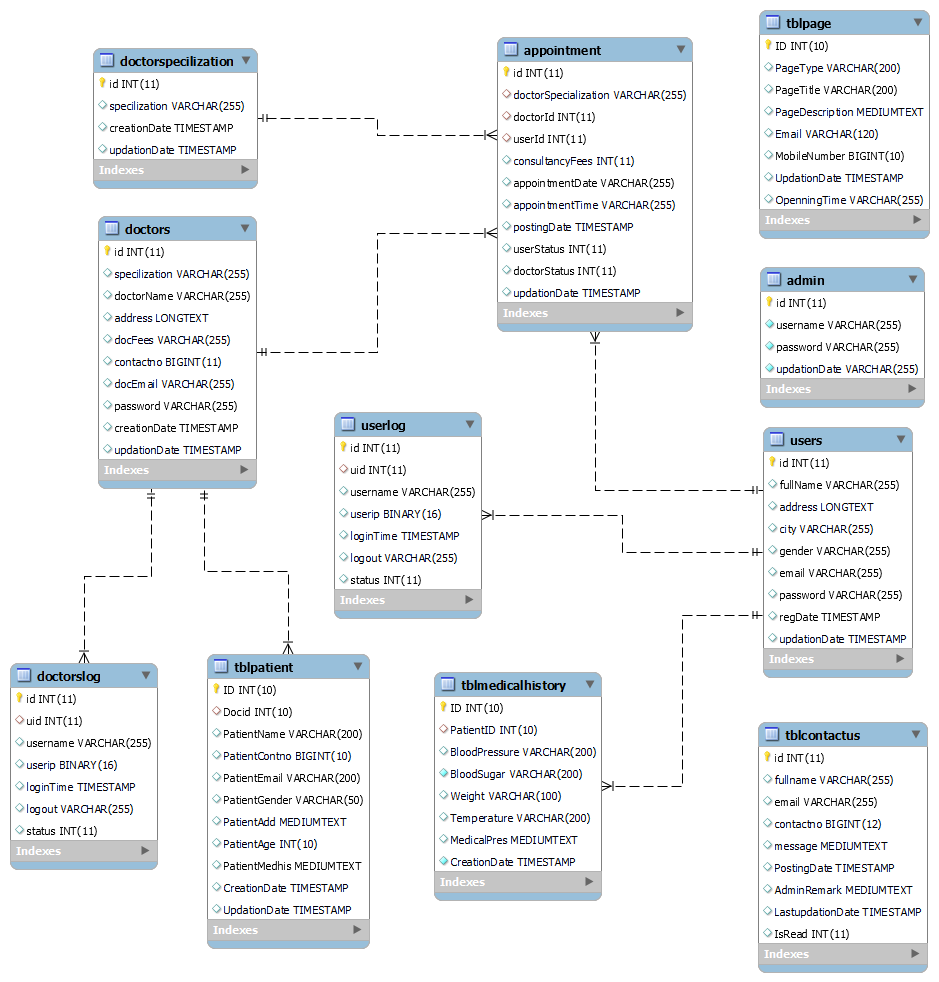 doctorspecilization
id INT(11)
specilization VARCHAR(255)
creationDate TIMESTAMP
updationDate TIMESTAMP
Indexes
appointment
id INT(11)
doctorSpecialization VARCHAR(255)
doctorId INT(11)
userId INT(11)
consultancyFees INT(11)
appointmentDate VARCHAR(255)
appointmentTime VARCHAR(255)
postingDate TIMESTAMP
userStatus INT(11)
doctorStatus INT(11)
updationDate TIMESTAMP
Indexes
tblpage
ID INT(10)
PageType VARCHAR(200)
PageTitle VARCHAR(200)
PageDescription MEDIUMTEXT
Email VARCHAR(120)
MobileNumber BIGINT(10)
UpdationDate TIMESTAMP
OpenningTime VARCHAR(255)
Indexes
doctors
id INT(11)
specilization VARCHAR(255)
doctorName VARCHAR(255)
address LONGTEXT
docFees VARCHAR(255)
contactno BIGINT(11)
docEmail VARCHAR(255)
password VARCHAR(255)
creationDate TIMESTAMP
updationDate TIMESTAMP
Indexes
admin
id INT(11)
username VARCHAR(255)
password VARCHAR(255)
updationDate VARCHAR(255)
Indexes
userlog
id INT(11)
uid INT(11)
username VARCHAR(255)
userip BINARY(16)
loginTime TIMESTAMP
logout VARCHAR(255)
status INT(11)
Indexes
users
id INT(11)
fullName VARCHAR(255)
address LONGTEXT
city VARCHAR(255)
gender VARCHAR(255)
email VARCHAR(255)
password VARCHAR(255)
regDate TIMESTAMP
updationDate TIMESTAMP
Indexes
doctorslog
id INT(11)
uid INT(11)
username VARCHAR(255)
userip BINARY(16)
loginTime TIMESTAMP
logout VARCHAR(255)
status INT(11)
Indexes
tblpatient
ID INT(10)
Docid INT(10)
PatientName VARCHAR(200)
PatientContno BIGINT(10)
PatientEmail VARCHAR(200)
PatientGender VARCHAR(50)
PatientAdd MEDIUMTEXT
PatientAge INT(10)
PatientMedhis MEDIUMTEXT
CreationDate TIMESTAMP
UpdationDate TIMESTAMP
Indexes
tblmedicalhistory
ID INT(10)
PatientID INT(10)
BloodPressure VARCHAR(200)
BloodSugar VARCHAR(200)
Weight VARCHAR(100)
Temperature VARCHAR(200)
MedicalPres MEDIUMTEXT
CreationDate TIMESTAMP
Indexes
tblcontactus
id INT(11)
fullname VARCHAR(255)
email VARCHAR(255)
contactno BIGINT(12)
message MEDIUMTEXT
PostingDate TIMESTAMP
AdminRemark MEDIUMTEXT
LastupdationDate TIMESTAMP
IsRead INT(11)
Indexes